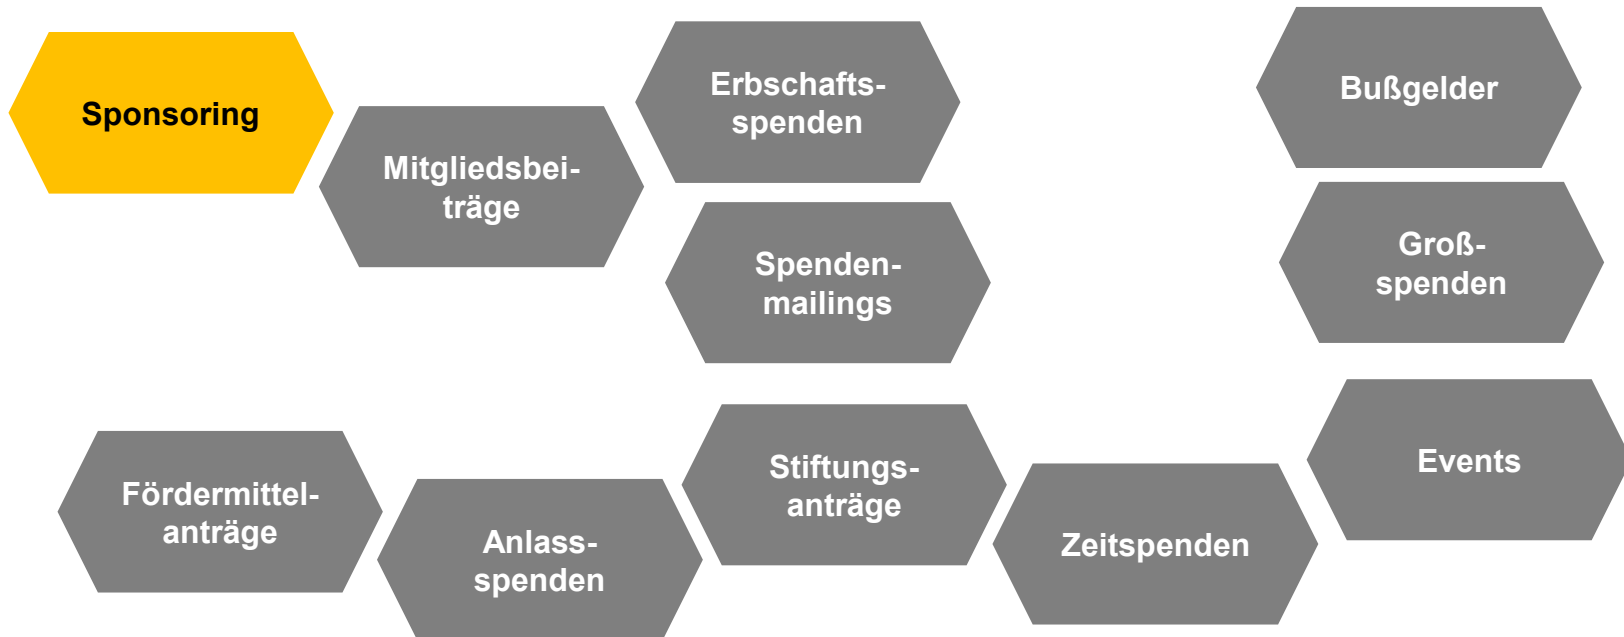 Sponsoring
Mitgliedsbei-
träge
Erbschafts-
spenden
Spenden-
mailings
Bußgelder
Groß-
spenden
Fördermittel-
anträge
Anlass-
spenden
Stiftungs-
anträge
Zeitspenden
Events